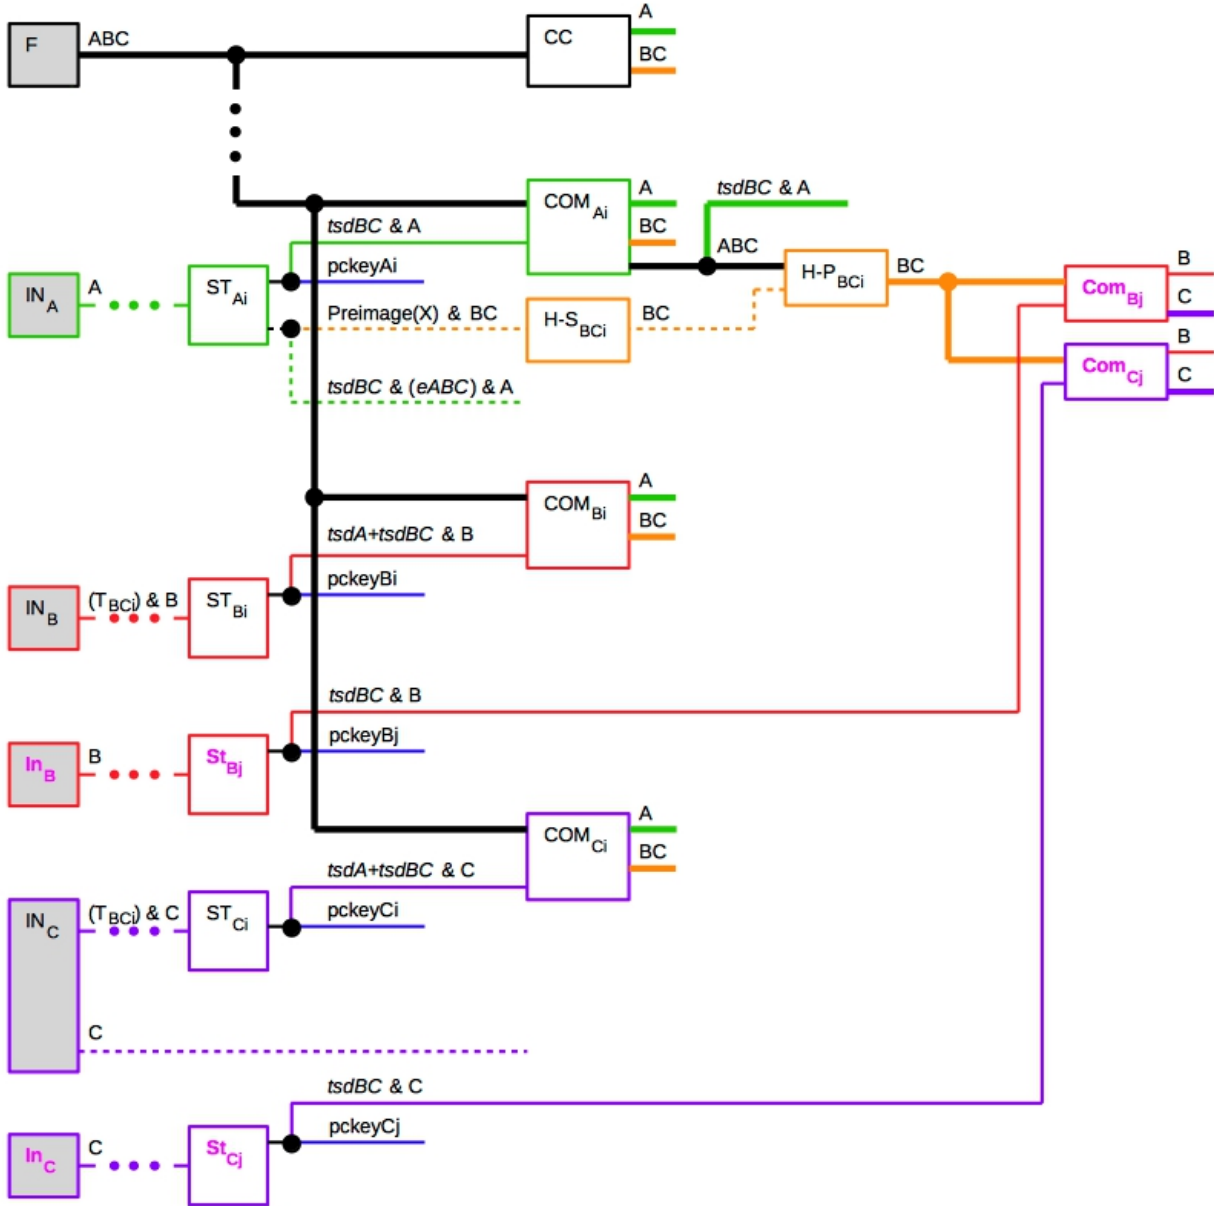 F
ABC
CC
A
BC
COM Ai
A
BC
tsdBC & A
ABC
tsdBC & A
pckeyAi
IN A
A
ST Ai
Preimage(X) & BC
H-S BCi
BC
H-P BCi
BC
Com Bj
B
C
Com Cj
B
C
tsdBC & (eABC) & A
COM Bi
A
BC
tsdA+tsdBC & B
pckeyBi
IN B
(T BCi) & B
ST Bi
tsdBC & B
pckeyBj
In B
B
St Bj
COM Ci
A
BC
tsdA+tsdBC & C
pckeyCi
IN C
(T BCi) & C
ST Ci
C
tsdBC & C
pckeyCj
In C
C
St Cj